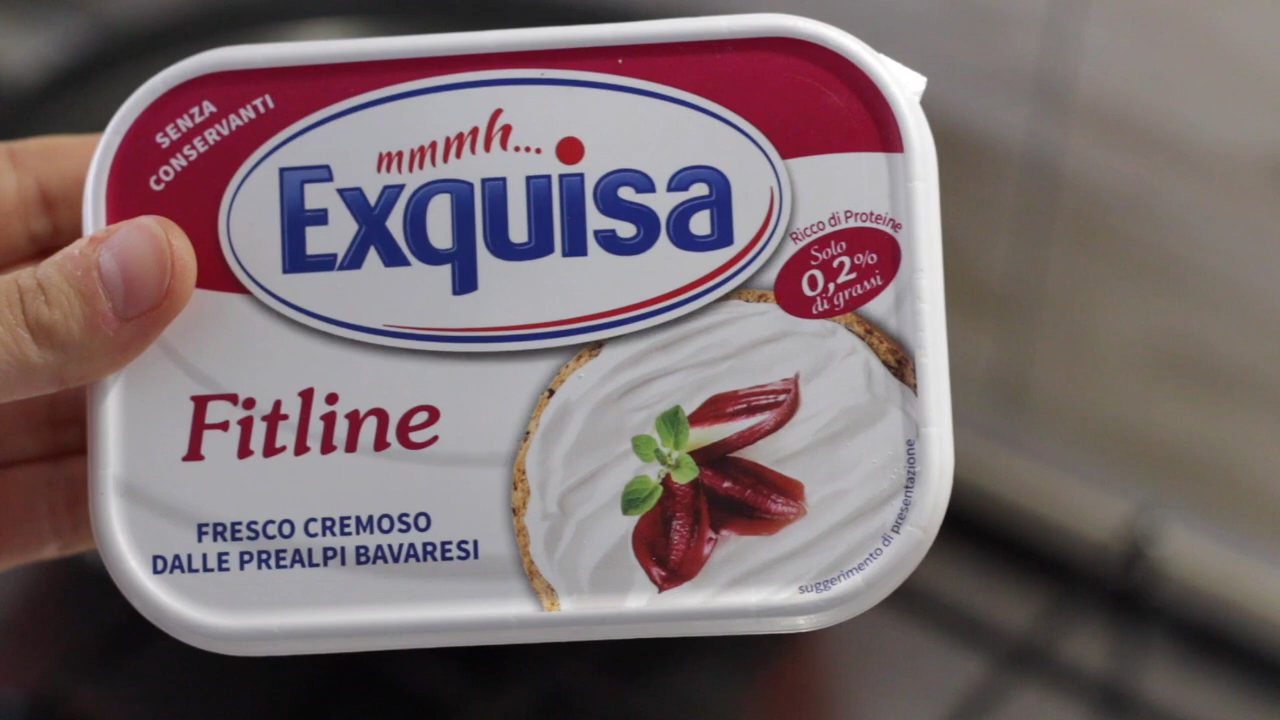 SENZA
CONSERVANTI
mmmh...
Exquisa
Ricco di Proteine
Solo
0,2%
di grassi
Fitline
FRESCO CREMOSO
DALLE PREALPI BAVARESI
suggerimento di presentazione